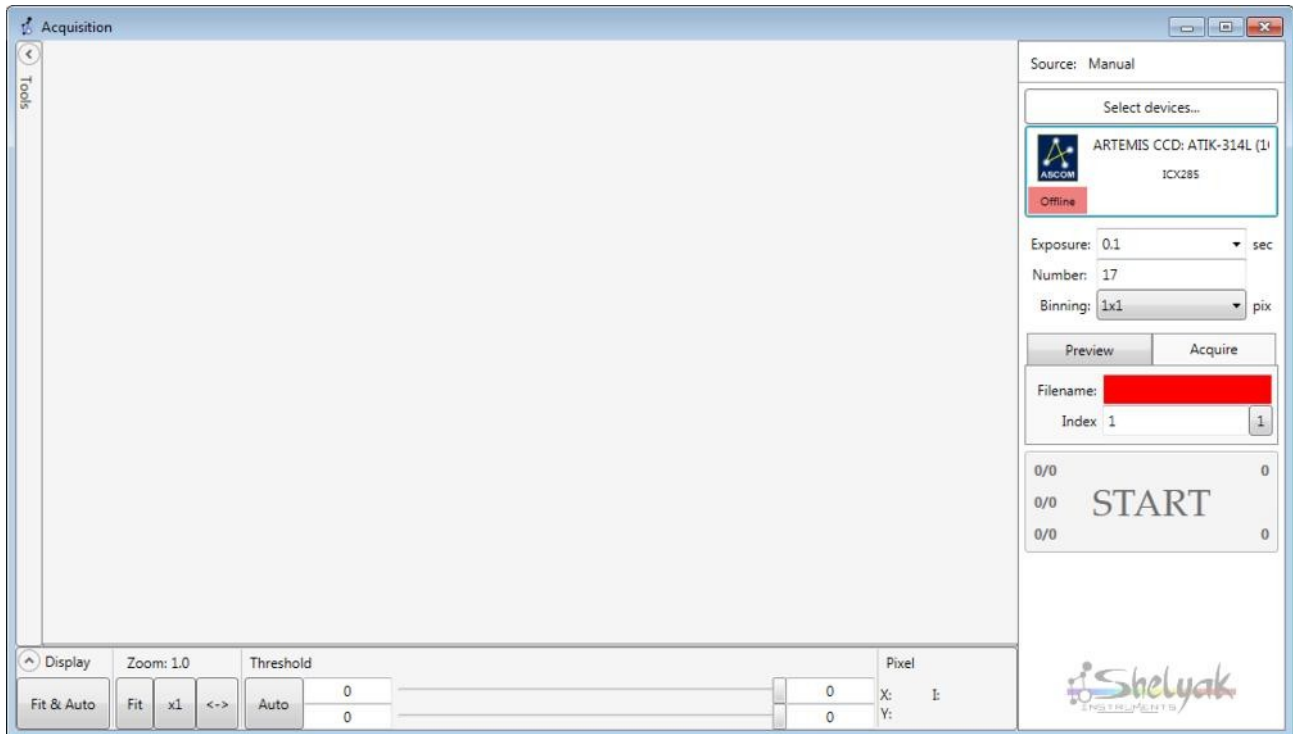 Acquisition
Tools
Source: Manual
Select devices...
ASCOM
ARTEMIS CCD: ATIK-314L (1
ICX285
Offline
Exposure: 0.1 sec
Number: 17
Binning: 1x1 pix
Preview Acquire
Filename:
Index 1 1
0/0 0
0/0 START
0/0 0
Display Zoom: 1.0 Threshold Pixel
Fit & Auto Fit x1 <-> Auto
0 0 X: I:
0 0 Y:
Shelyak
INSTRUMENTS